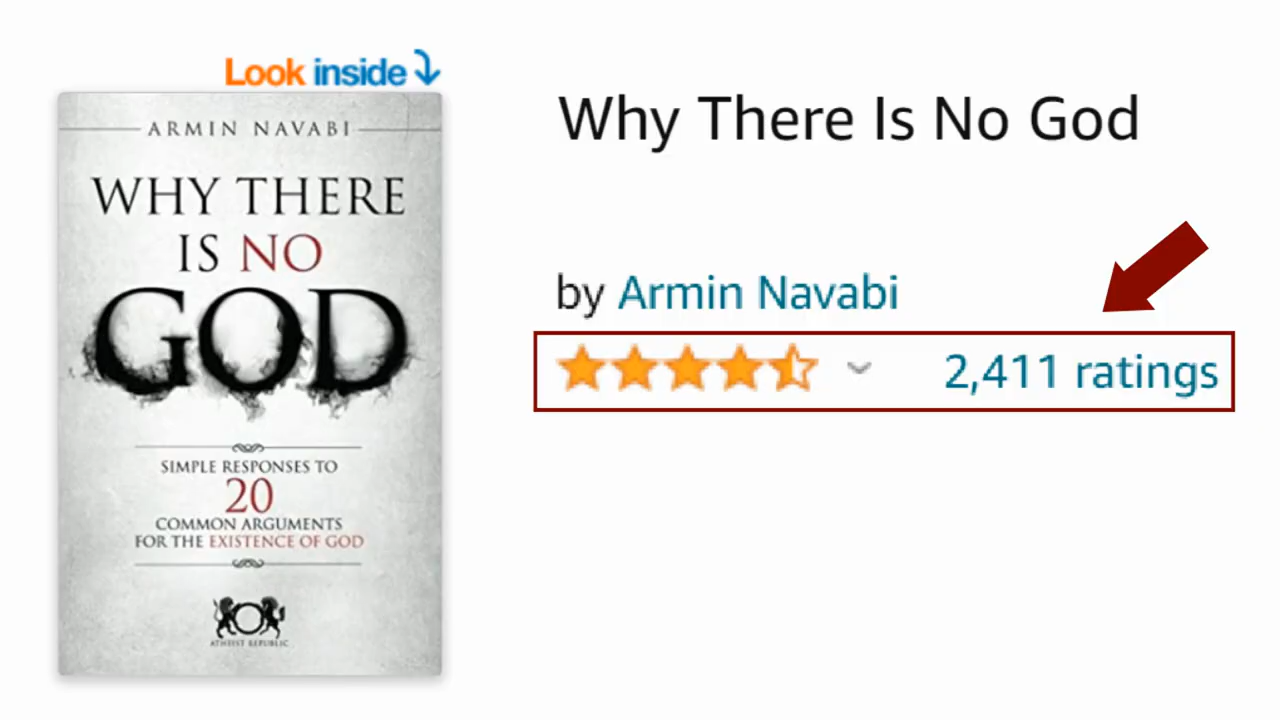 Look inside
ARMIN NAVABI
WHY THERE
IS NO
GOD
SIMPLE RESPONSES TO
20
COMMON ARGUMENTS
FOR THE EXISTENCE OF GOD
ATHEIST REPUBLIC
Why There Is No God
by Armin Navabi
2,411 ratings